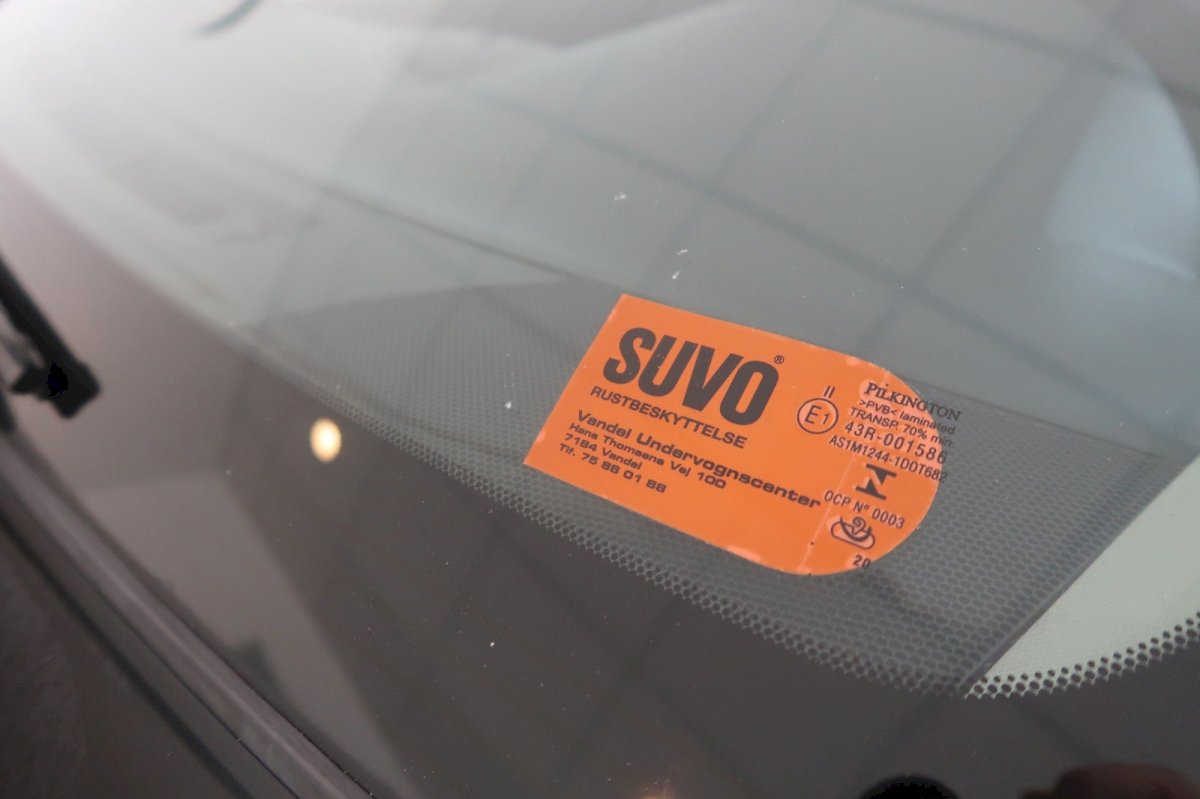 SUVO®
RUSTBESKYTTELSE
Vandel Undervognscenter
Hans Thomsens Vej 100
7184 Vandel
Tlf. 75 88 01 88
II
E1
PILKINGTON
>PVB< laminated
TRANSP. 70% min
43R-001586
AS1M1244-1DOT682
OCP Nº 0003
20